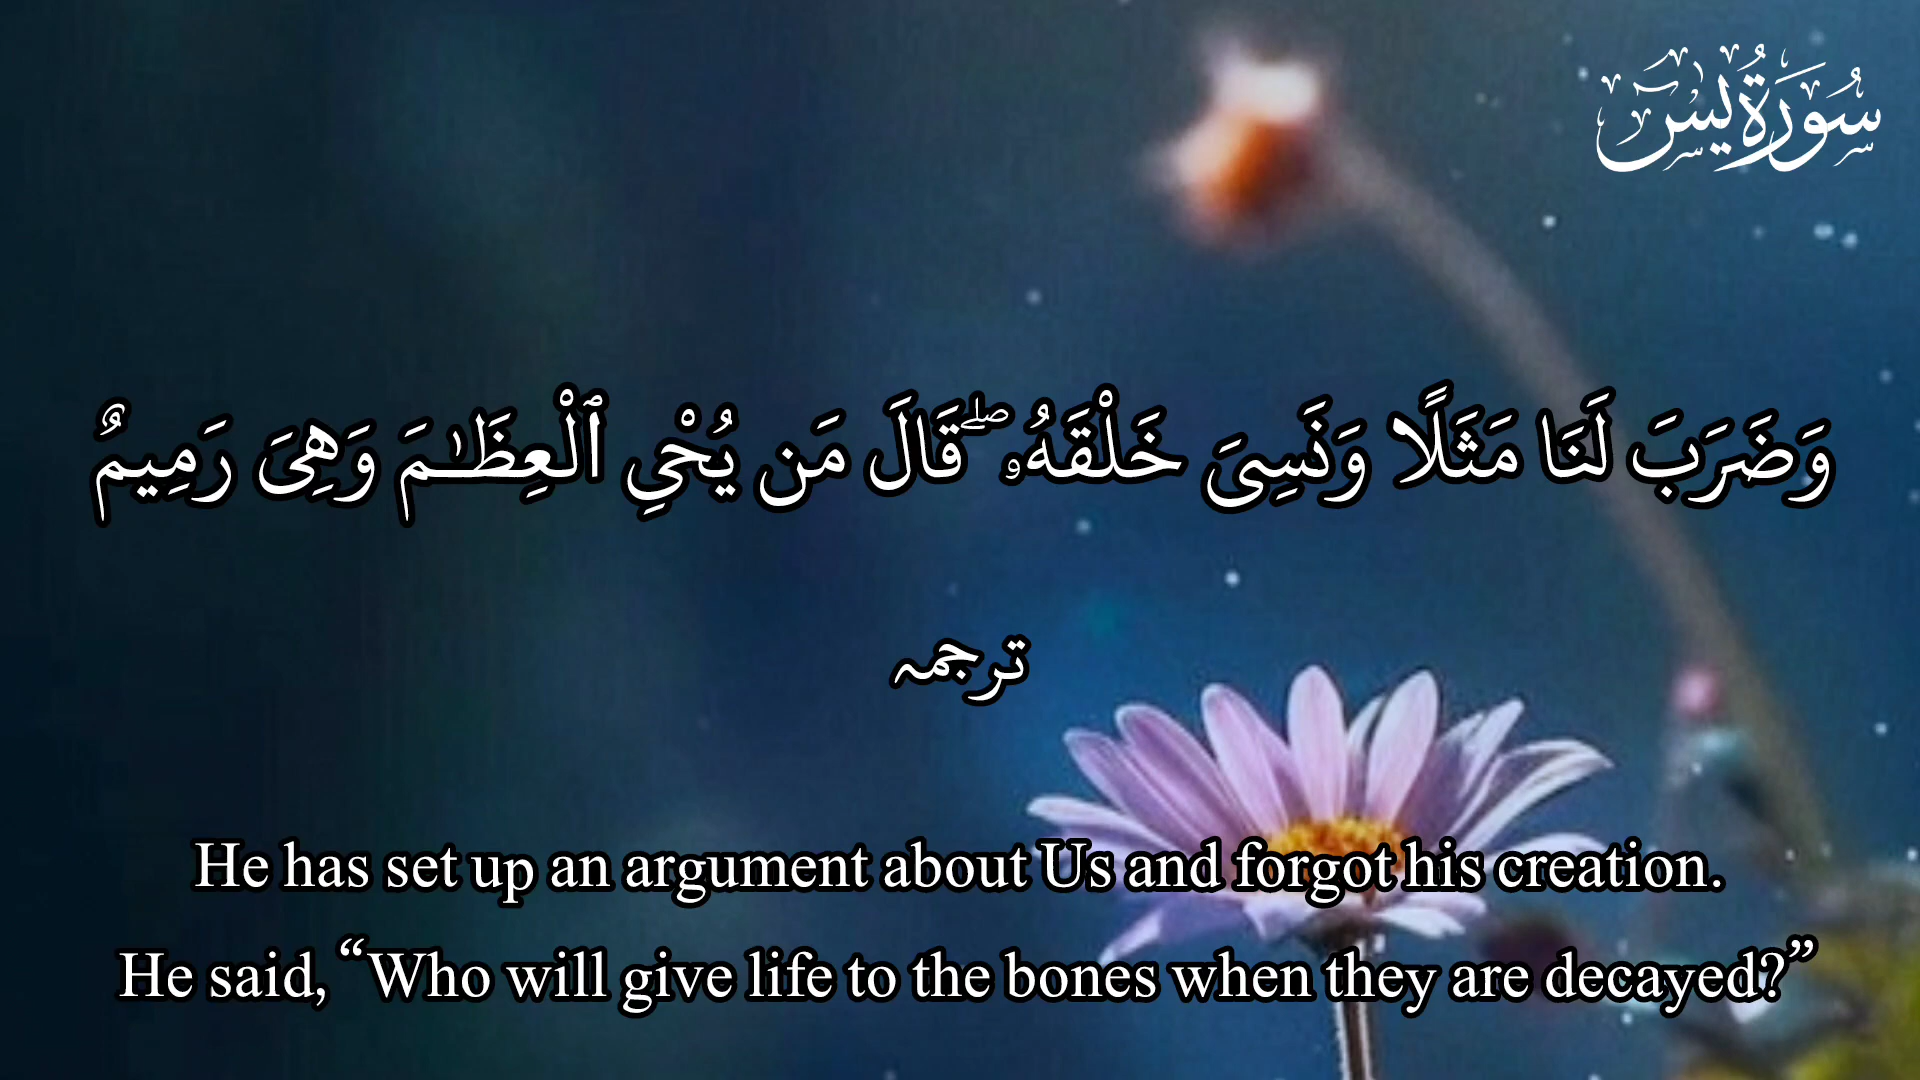 سُورَةُ يسٓ
وَضَرَبَ لَنَا مَثَلًا وَنَسِىَ خَلْقَهُۥ ۖ قَالَ مَن يُحْىِ ٱلْعِظَـٰمَ وَهِىَ رَمِيمٌ
ترجمہ
He has set up an argument about Us and forgot his creation.
He said, “Who will give life to the bones when they are decayed?”